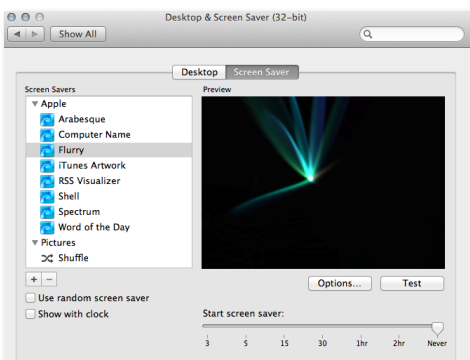 Desktop & Screen Saver (32-bit)
Show All
Desktop Screen Saver
Screen Savers
Preview
Apple
Arabesque
Computer Name
Flurry
iTunes Artwork
RSS Visualizer
Shell
Spectrum
Word of the Day
Pictures
Shuffle
+ −
Options... Test
Use random screen saver
Show with clock
Start screen saver:
3 5 15 30 1hr 2hr Never